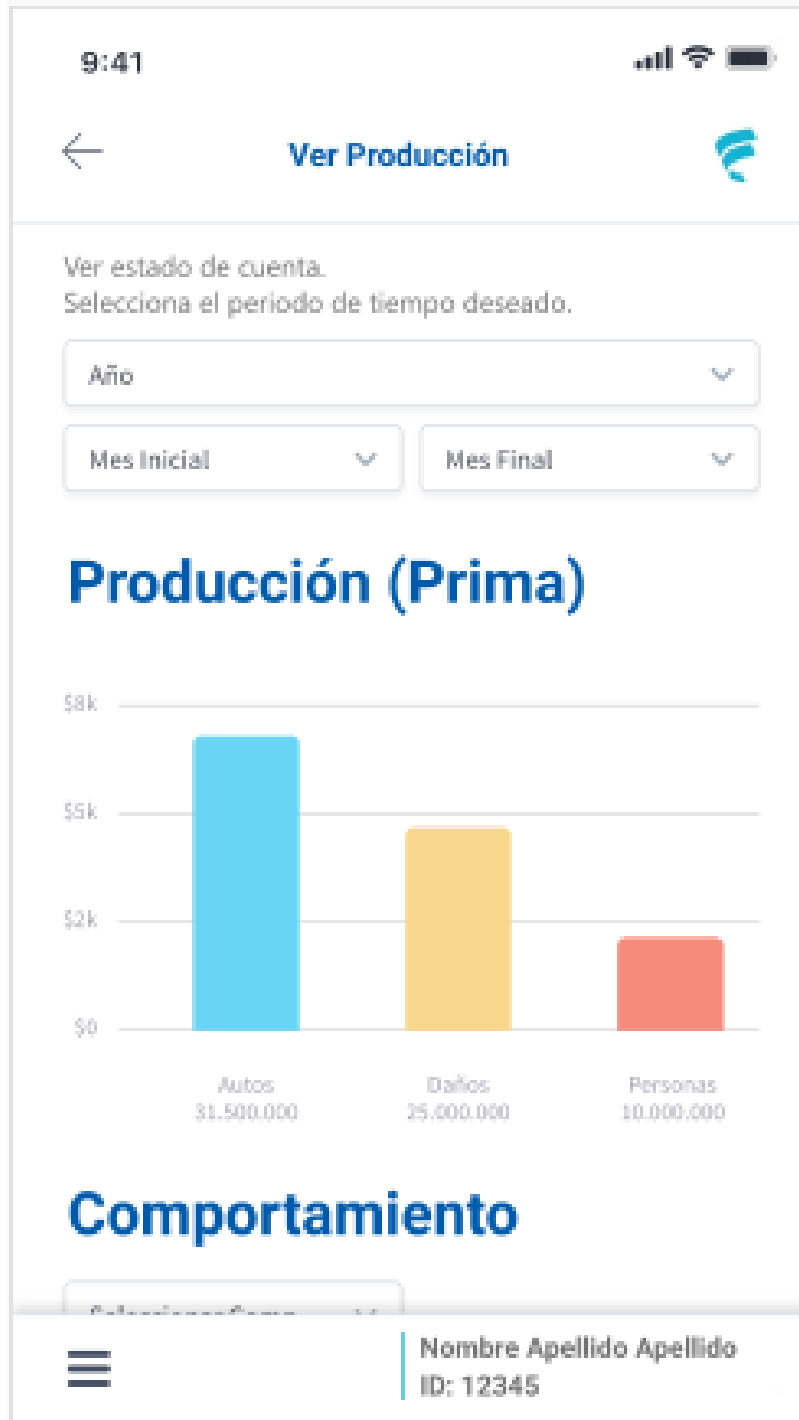 9:41
Ver Producción
Ver estado de cuenta.
Selecciona el periodo de tiempo deseado.
Año
Mes Inicial
Mes Final
Producción (Prima)
$8k
$5k
$2k
$0
Autos
31.500.000
Daños
25.000.000
Personas
10.000.000
Comportamiento
Nombre Apellido Apellido
ID: 12345